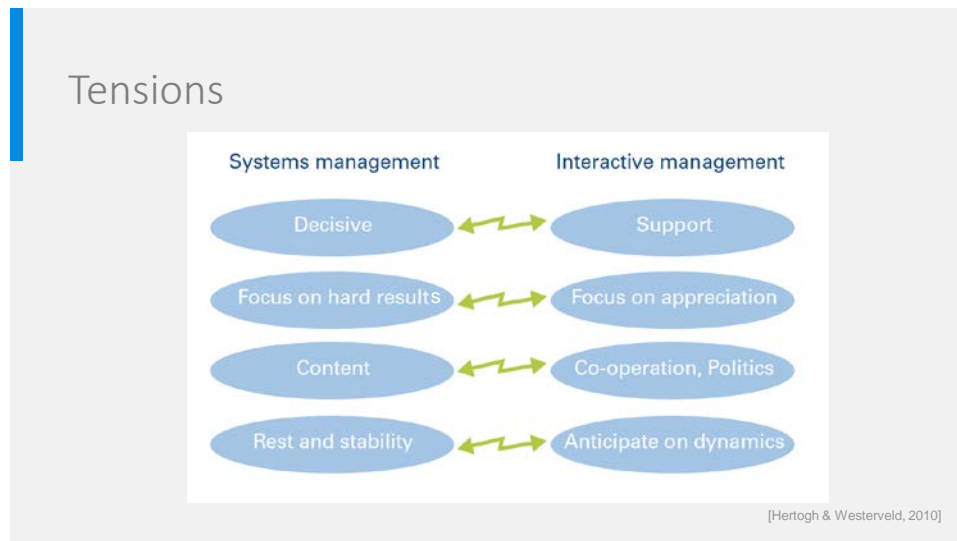 Tensions
Systems management
Interactive management
Decisive
Support
Focus on hard results
Focus on appreciation
Content
Co-operation, Politics
Rest and stability
Anticipate on dynamics
[Hertogh & Westerveld, 2010]